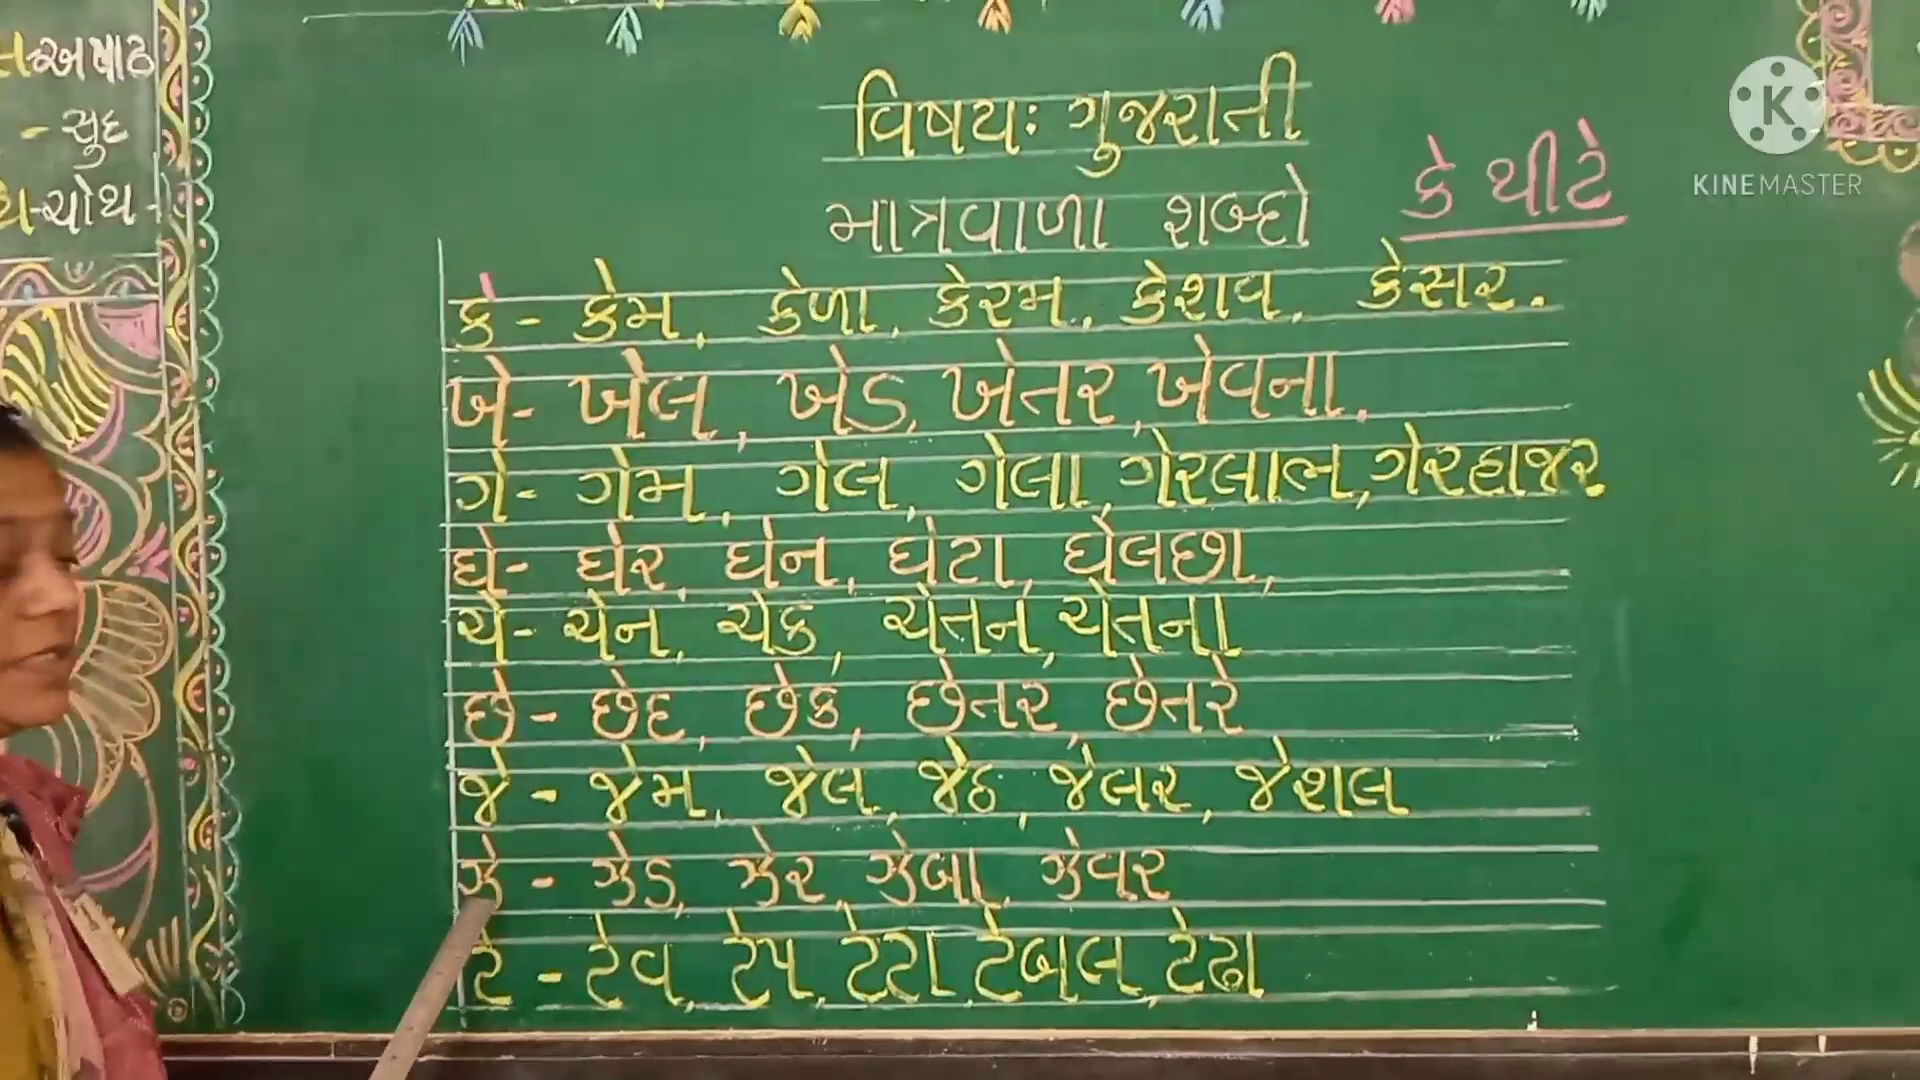 અષાઢ
- સુદ
ચોથ
વિષયઃ ગુજરાતી
માત્રવાળા શબ્દો
કે થી ટે
કે - કેમ, કેળા, કેરમ, કેશવ, કેસર.
ખે - ખેલ, ખેડ, ખેતર, ખેવના.
ગે - ગેમ, ગેલ, ગેલા, ગેરલાભ, ગેરહાજર
ઘે - ઘેર, ઘેન, ઘેટા, ઘેલછા,
ચે - ચેન, ચેક, ચેતન, ચેતના
છે - છેદ, છેક, છેતર, છેતરે
જે - જેમ, જેલ, જેઠ, જેલર, જેશલ
ઝે - ઝેડ, ઝેર, ઝેબા, ઝેવર
ટે - ટેવ, ટેપ, ટેટા, ટેબલ, ટેઢા
K
KINEMASTER